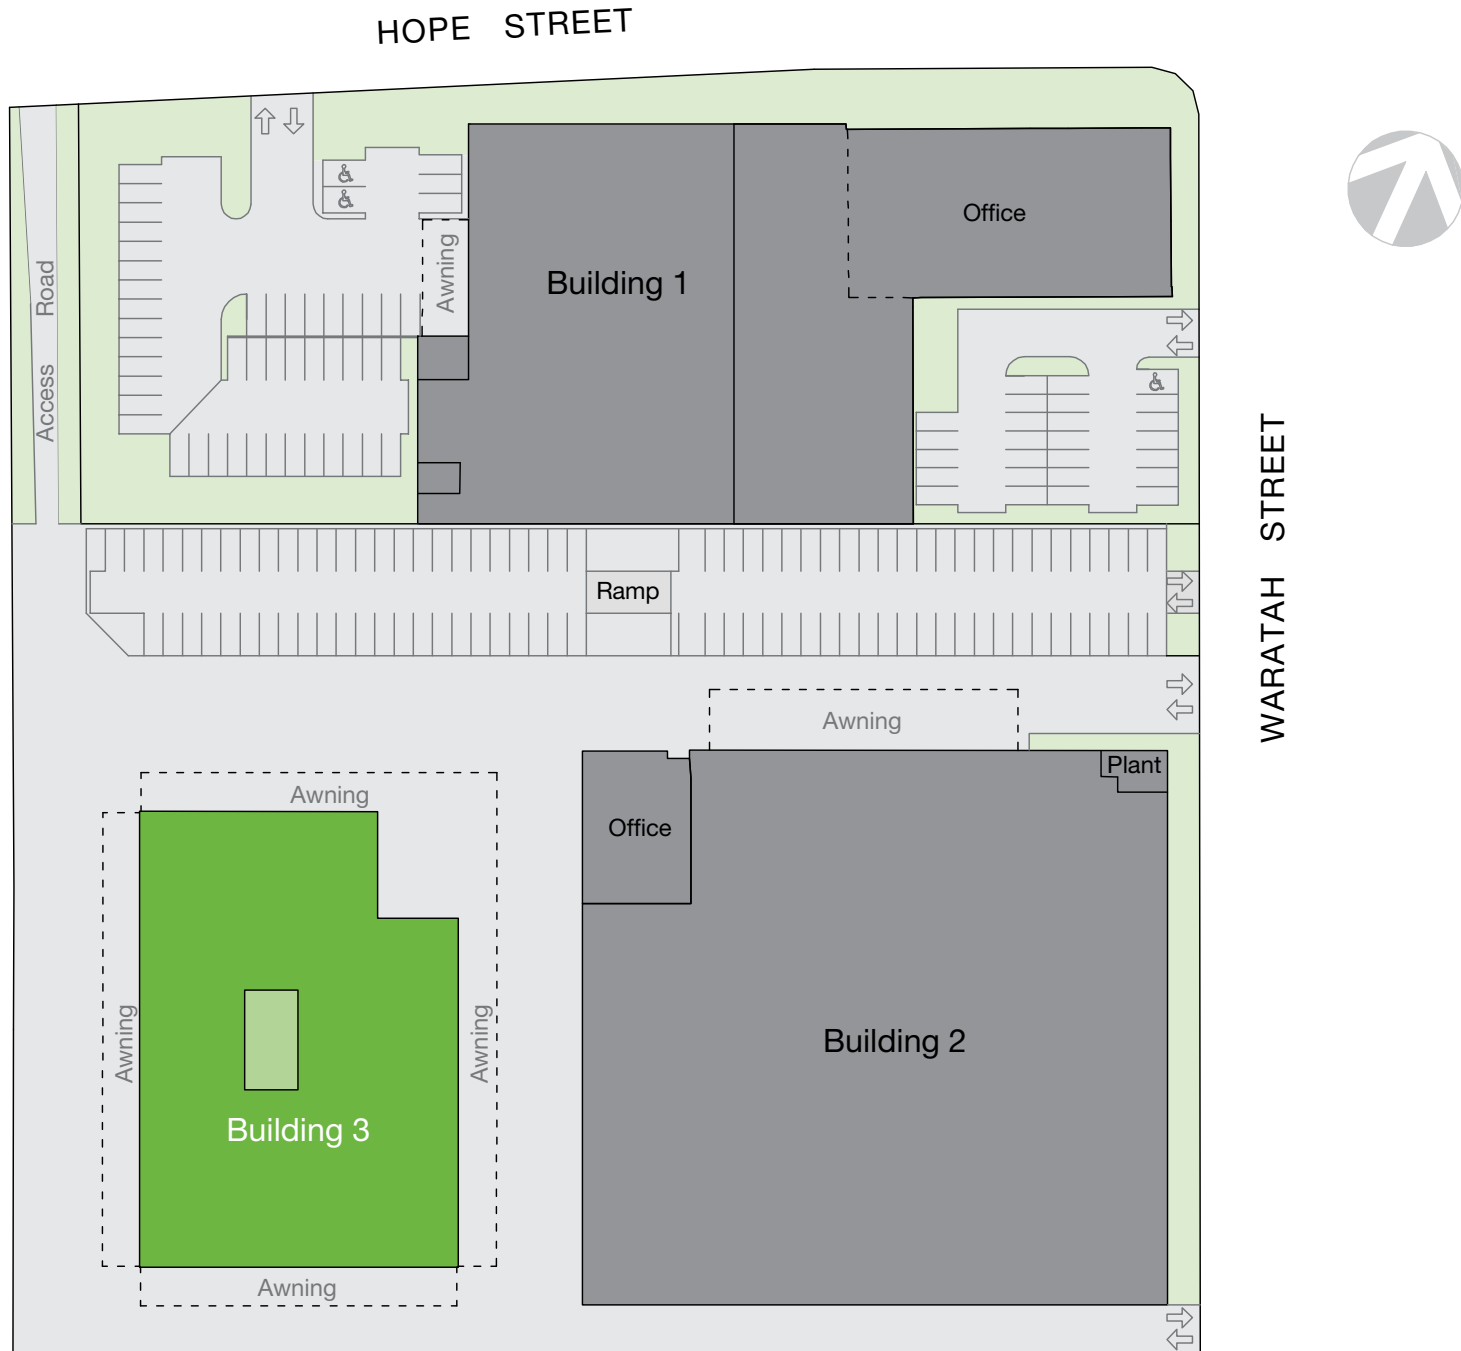 HOPE STREET
Office
Awning
Building 1
Access Road
WARATAH STREET
Ramp
Awning
Plant
Awning
Office
Awning
Awning
Building 2
Building 3
Awning